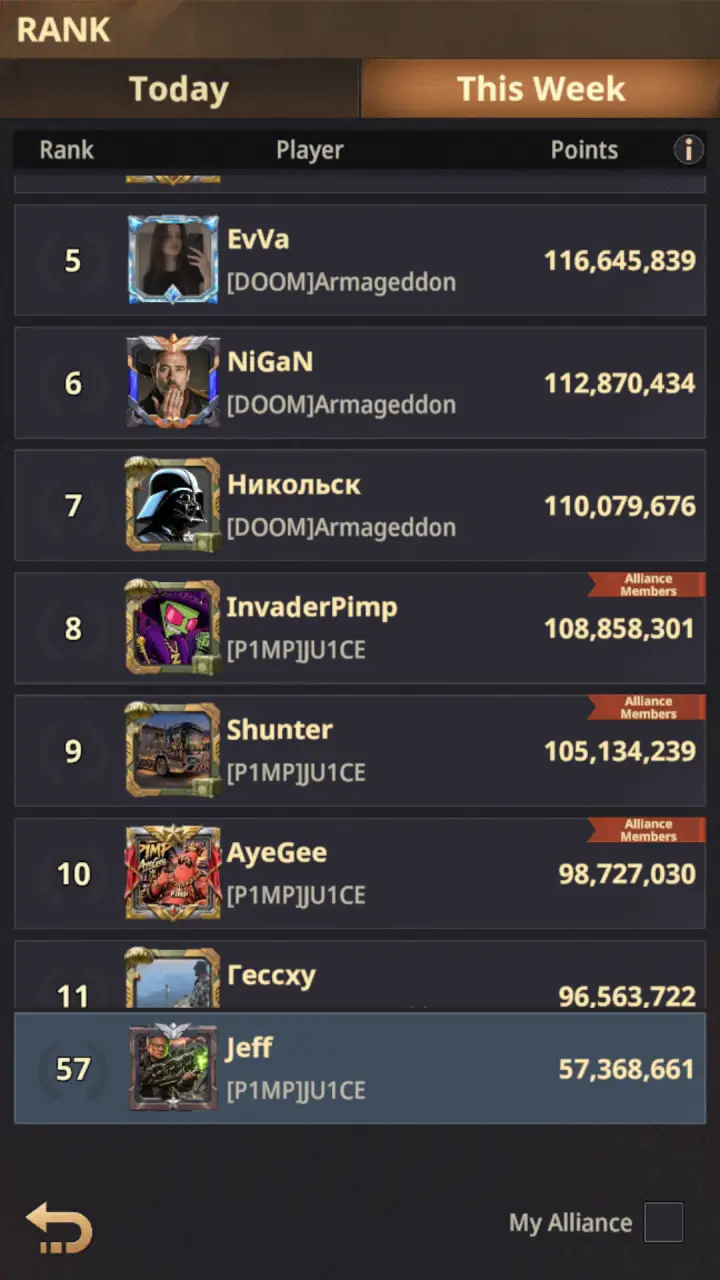 RANK
Today
This Week
Rank
Player
Points
5
EvVa
[DOOM]Armageddon
116,645,839
6
NiGaN
[DOOM]Armageddon
112,870,434
7
Никольск
[DOOM]Armageddon
110,079,676
Alliance
Members
8
InvaderPimp
[P1MP]JU1CE
108,858,301
Alliance
Members
9
Shunter
[P1MP]JU1CE
105,134,239
Alliance
Members
10
PIMP
AyeGee
PIMP
AyeGee
[P1MP]JU1CE
98,727,030
11
Гессху
96,563,722
57
Jeff
[P1MP]JU1CE
57,368,661
My Alliance